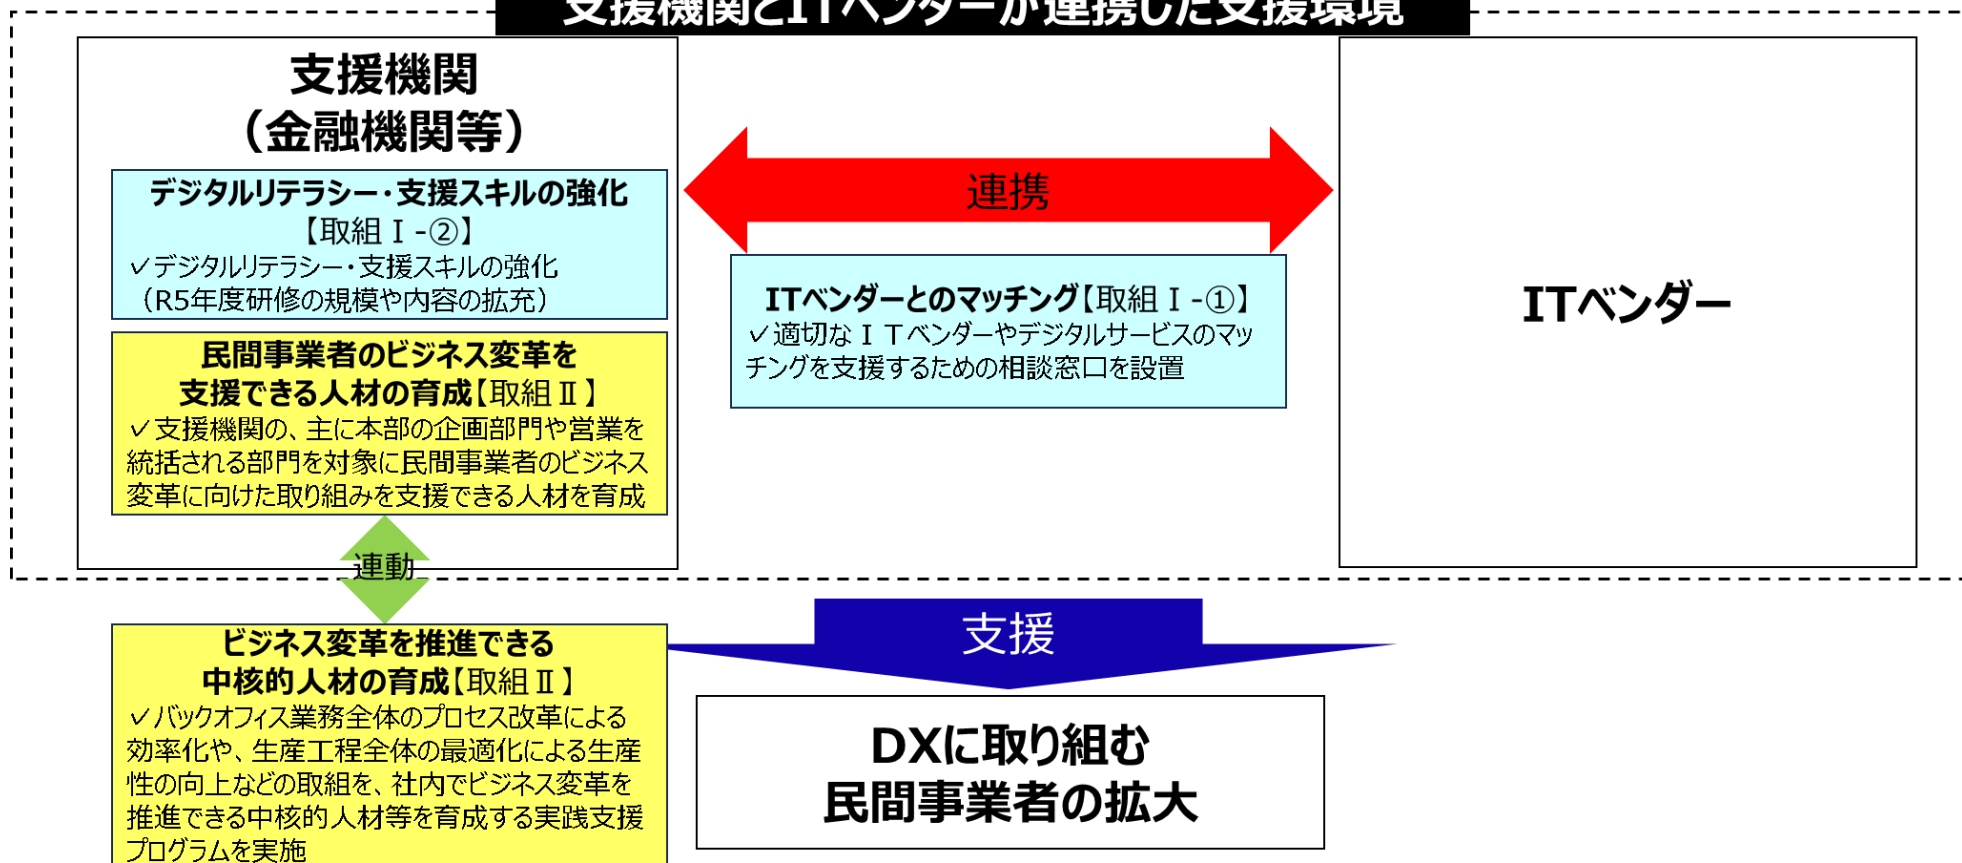 支援機関とITベンダーが連携した支援環境
支援機関
（金融機関等）
デジタルリテラシー・支援スキルの強化
【取組Ⅰ-②】
✓デジタルリテラシー・支援スキルの強化
（R5年度研修の規模や内容の拡充）
民間事業者のビジネス変革を
支援できる人材の育成【取組Ⅱ】
✓支援機関の、主に本部の企画部門や営業を
統括される部門を対象に民間事業者のビジネス
変革に向けた取り組みを支援できる人材を育成
連携
ITベンダーとのマッチング【取組Ⅰ-①】
✓適切なＩＴベンダーやデジタルサービスのマッ
チングを支援するための相談窓口を設置
ITベンダー
連動
ビジネス変革を推進できる
中核的人材の育成【取組Ⅱ】
✓バックオフィス業務全体のプロセス改革による
効率化や、生産工程全体の最適化による生産
性の向上などの取組を、社内でビジネス変革を
推進できる中核的人材等を育成する実践支援
プログラムを実施
支援
DXに取り組む
民間事業者の拡大